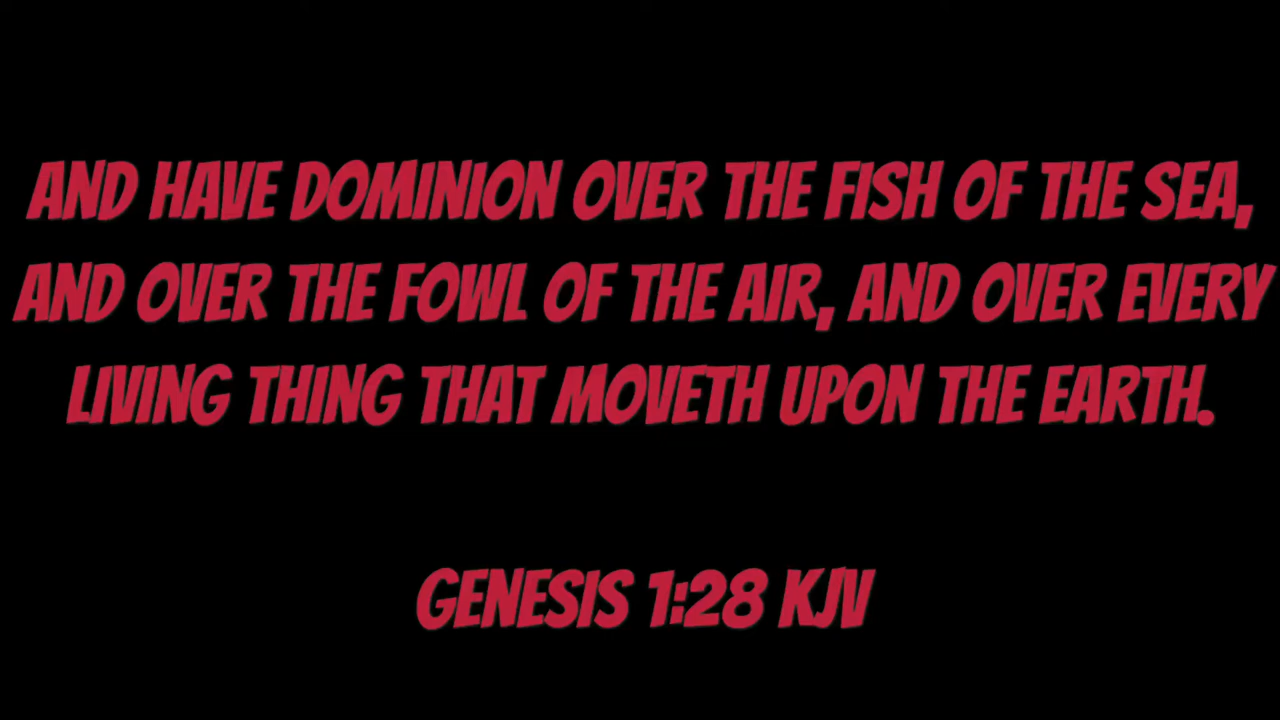 AND HAVE DOMINION OVER THE FISH OF THE SEA,
AND OVER THE FOWL OF THE AIR, AND OVER EVERY
LIVING THING THAT MOVETH UPON THE EARTH.
GENESIS 1:28 KJV